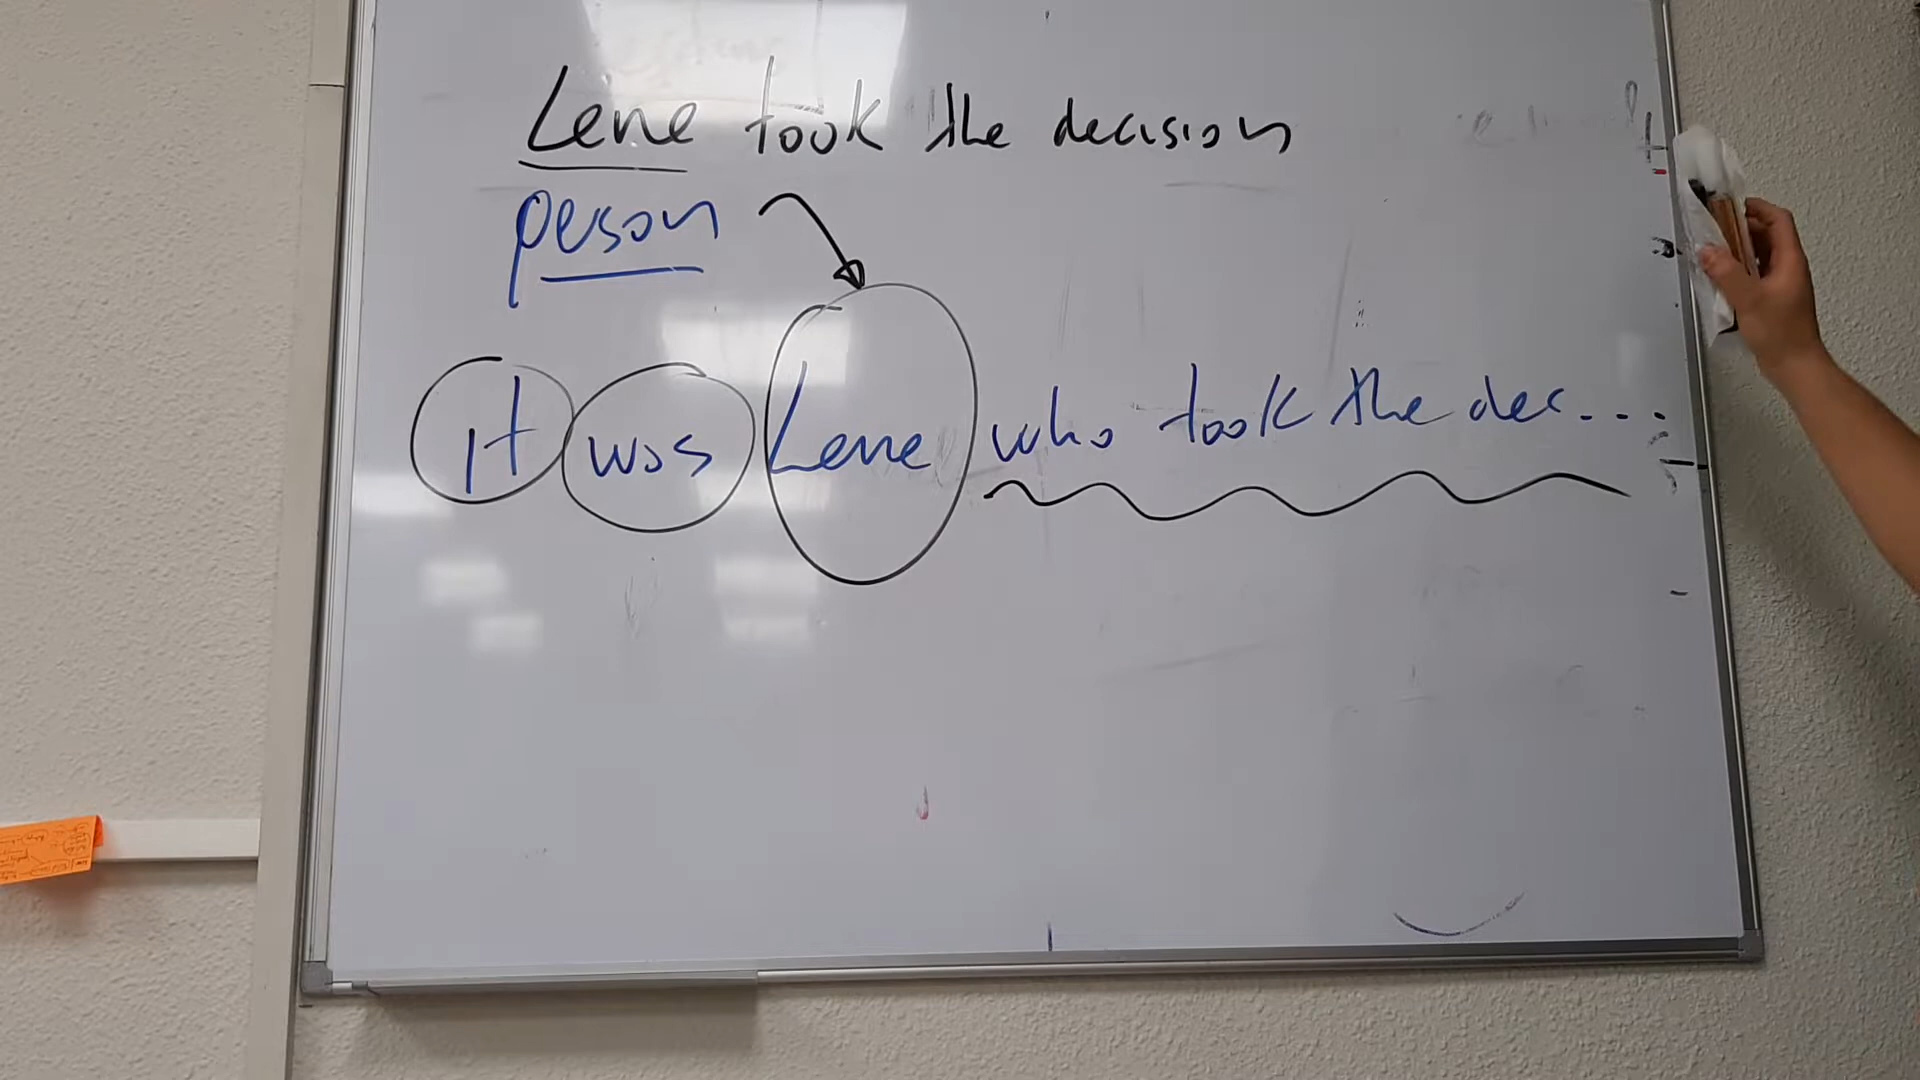 Lene took the decision
person
it was Lene who took the dec...